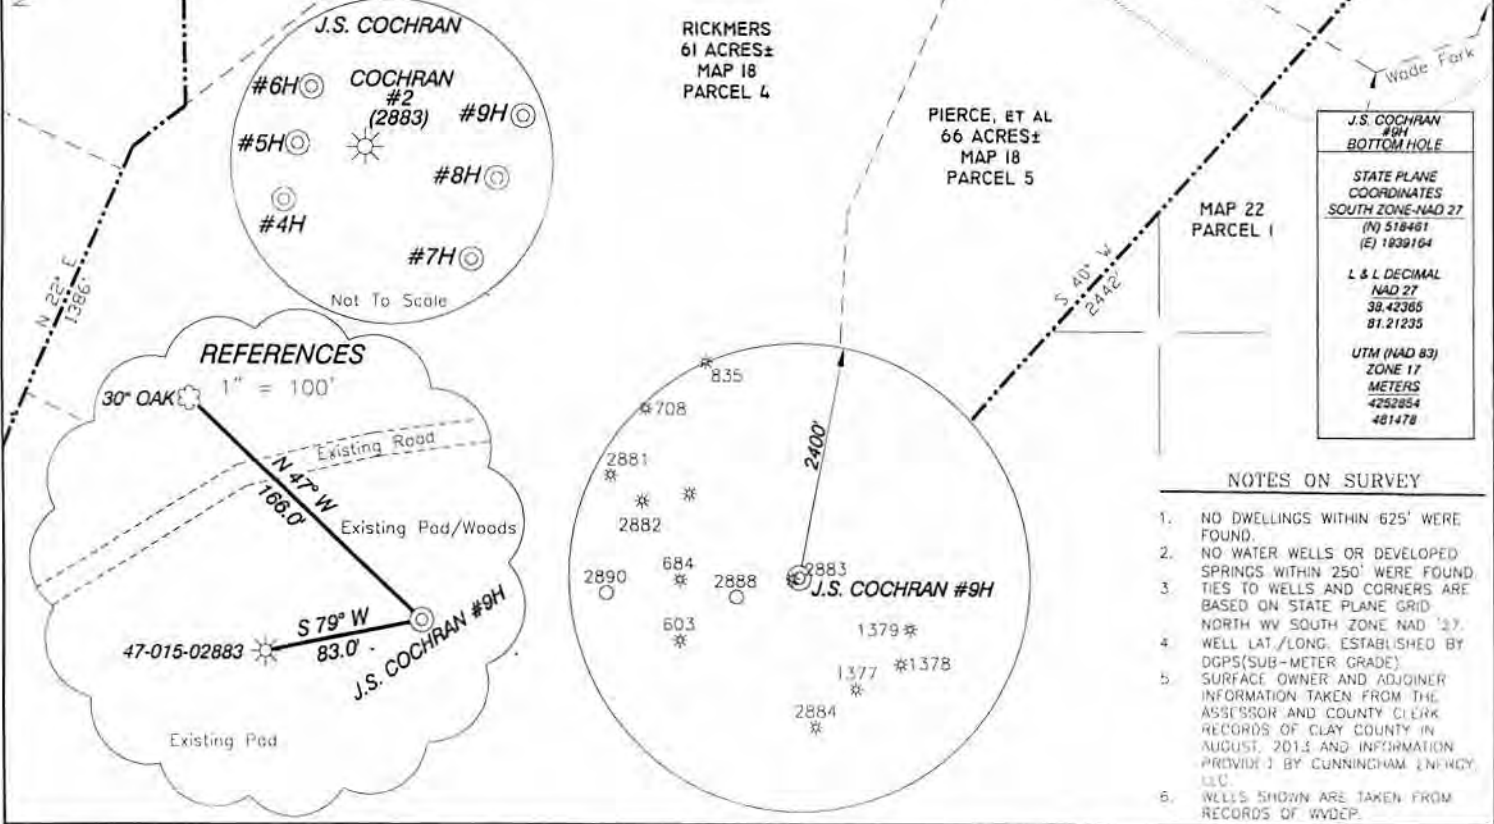 J.S. COCHRAN
#6H
COCHRAN
#2
(2883)
#9H
#5H
#8H
#4H
#7H
Not To Scale
N 22° E
1386'
RICKMERS
61 ACRES±
MAP 18
PARCEL 4
PIERCE, ET AL
66 ACRES±
MAP 18
PARCEL 5
Wade Fork
MAP 22
PARCEL 1
S 40° W
2442'
J.S. COCHRAN
#9H
BOTTOM HOLE
STATE PLANE
COORDINATES
SOUTH ZONE-NAD 27
(N) 518461
(E) 1939164
L & L DECIMAL
NAD 27
38.42365
81.21235
UTM (NAD 83)
ZONE 17
METERS
4252854
481478
REFERENCES
1" = 100'
30" OAK
Existing Road
N 47° W
166.0'
Existing Pad/Woods
S 79° W
83.0'
47-015-02883
J.S. COCHRAN #9H
Existing Pad
835
708
2400'
2881
2882
684
2890
2888
2883
J.S. COCHRAN #9H
603
1379
1378
1377
2884
NOTES ON SURVEY
1. NO DWELLINGS WITHIN 625' WERE
FOUND.
2. NO WATER WELLS OR DEVELOPED
SPRINGS WITHIN 250' WERE FOUND
3 TIES TO WELLS AND CORNERS ARE
BASED ON STATE PLANE GRID
NORTH WV SOUTH ZONE NAD '27.
4 WELL LAT./LONG. ESTABLISHED BY
DGPS(SUB-METER GRADE)
5 SURFACE OWNER AND ADJOINER
INFORMATION TAKEN FROM THE
ASSESSOR AND COUNTY CLERK
RECORDS OF CLAY COUNTY IN
AUGUST, 2013 AND INFORMATION
PROVIDED BY CUNNINGHAM ENERGY,
LLC.
6. WELLS SHOWN ARE TAKEN FROM
RECORDS OF WVDEP.